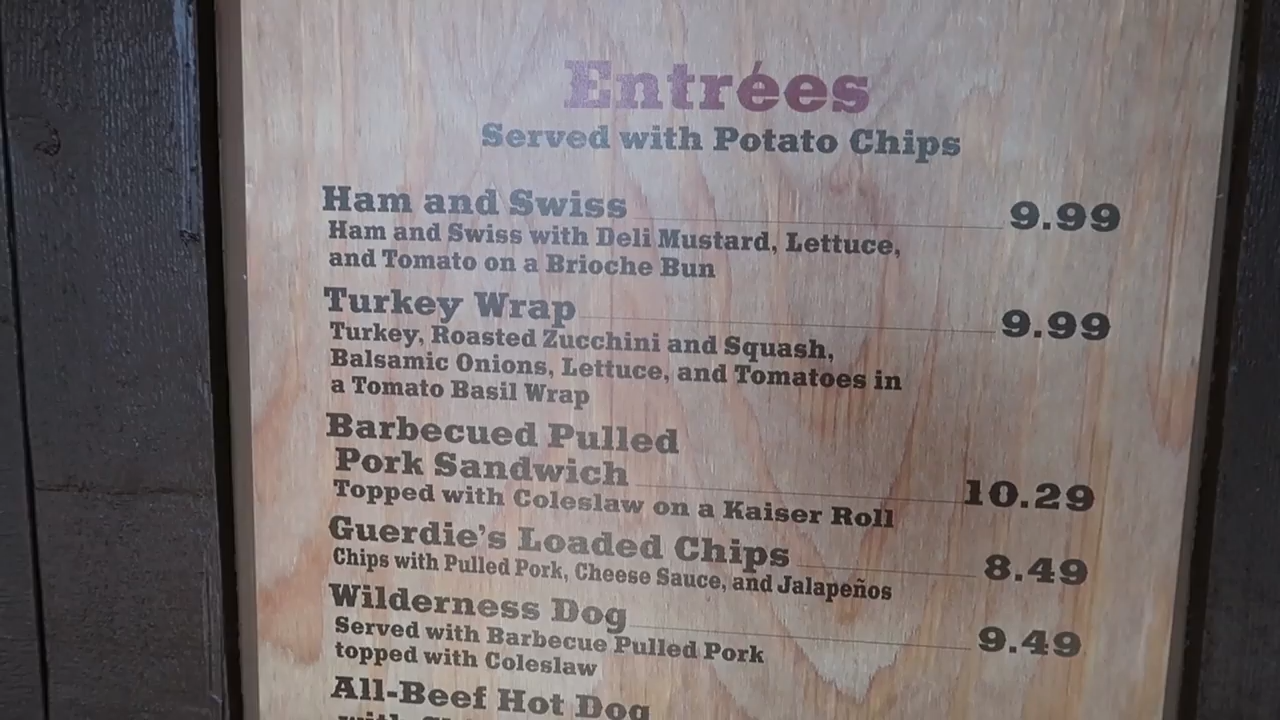 Entrées
Served with Potato Chips
Ham and Swiss 9.99
Ham and Swiss with Deli Mustard, Lettuce,
and Tomato on a Brioche Bun
Turkey Wrap 9.99
Turkey, Roasted Zucchini and Squash,
Balsamic Onions, Lettuce, and Tomatoes in
a Tomato Basil Wrap
Barbecued Pulled
Pork Sandwich 10.29
Topped with Coleslaw on a Kaiser Roll
Guerdie's Loaded Chips 8.49
Chips with Pulled Pork, Cheese Sauce, and Jalapeños
Wilderness Dog 9.49
Served with Barbecue Pulled Pork
topped with Coleslaw
All-Beef Hot Dog